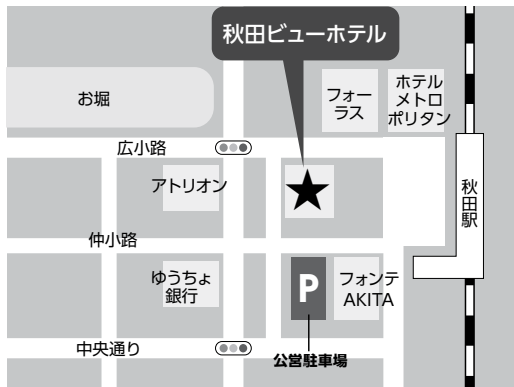 秋田ビューホテル
お堀
フォー
ラス
ホテル
メトロ
ポリタン
広小路
アトリオン
秋田駅
仲小路
ゆうちょ
銀行
P
フォンテ
AKITA
中央通り
公営駐車場